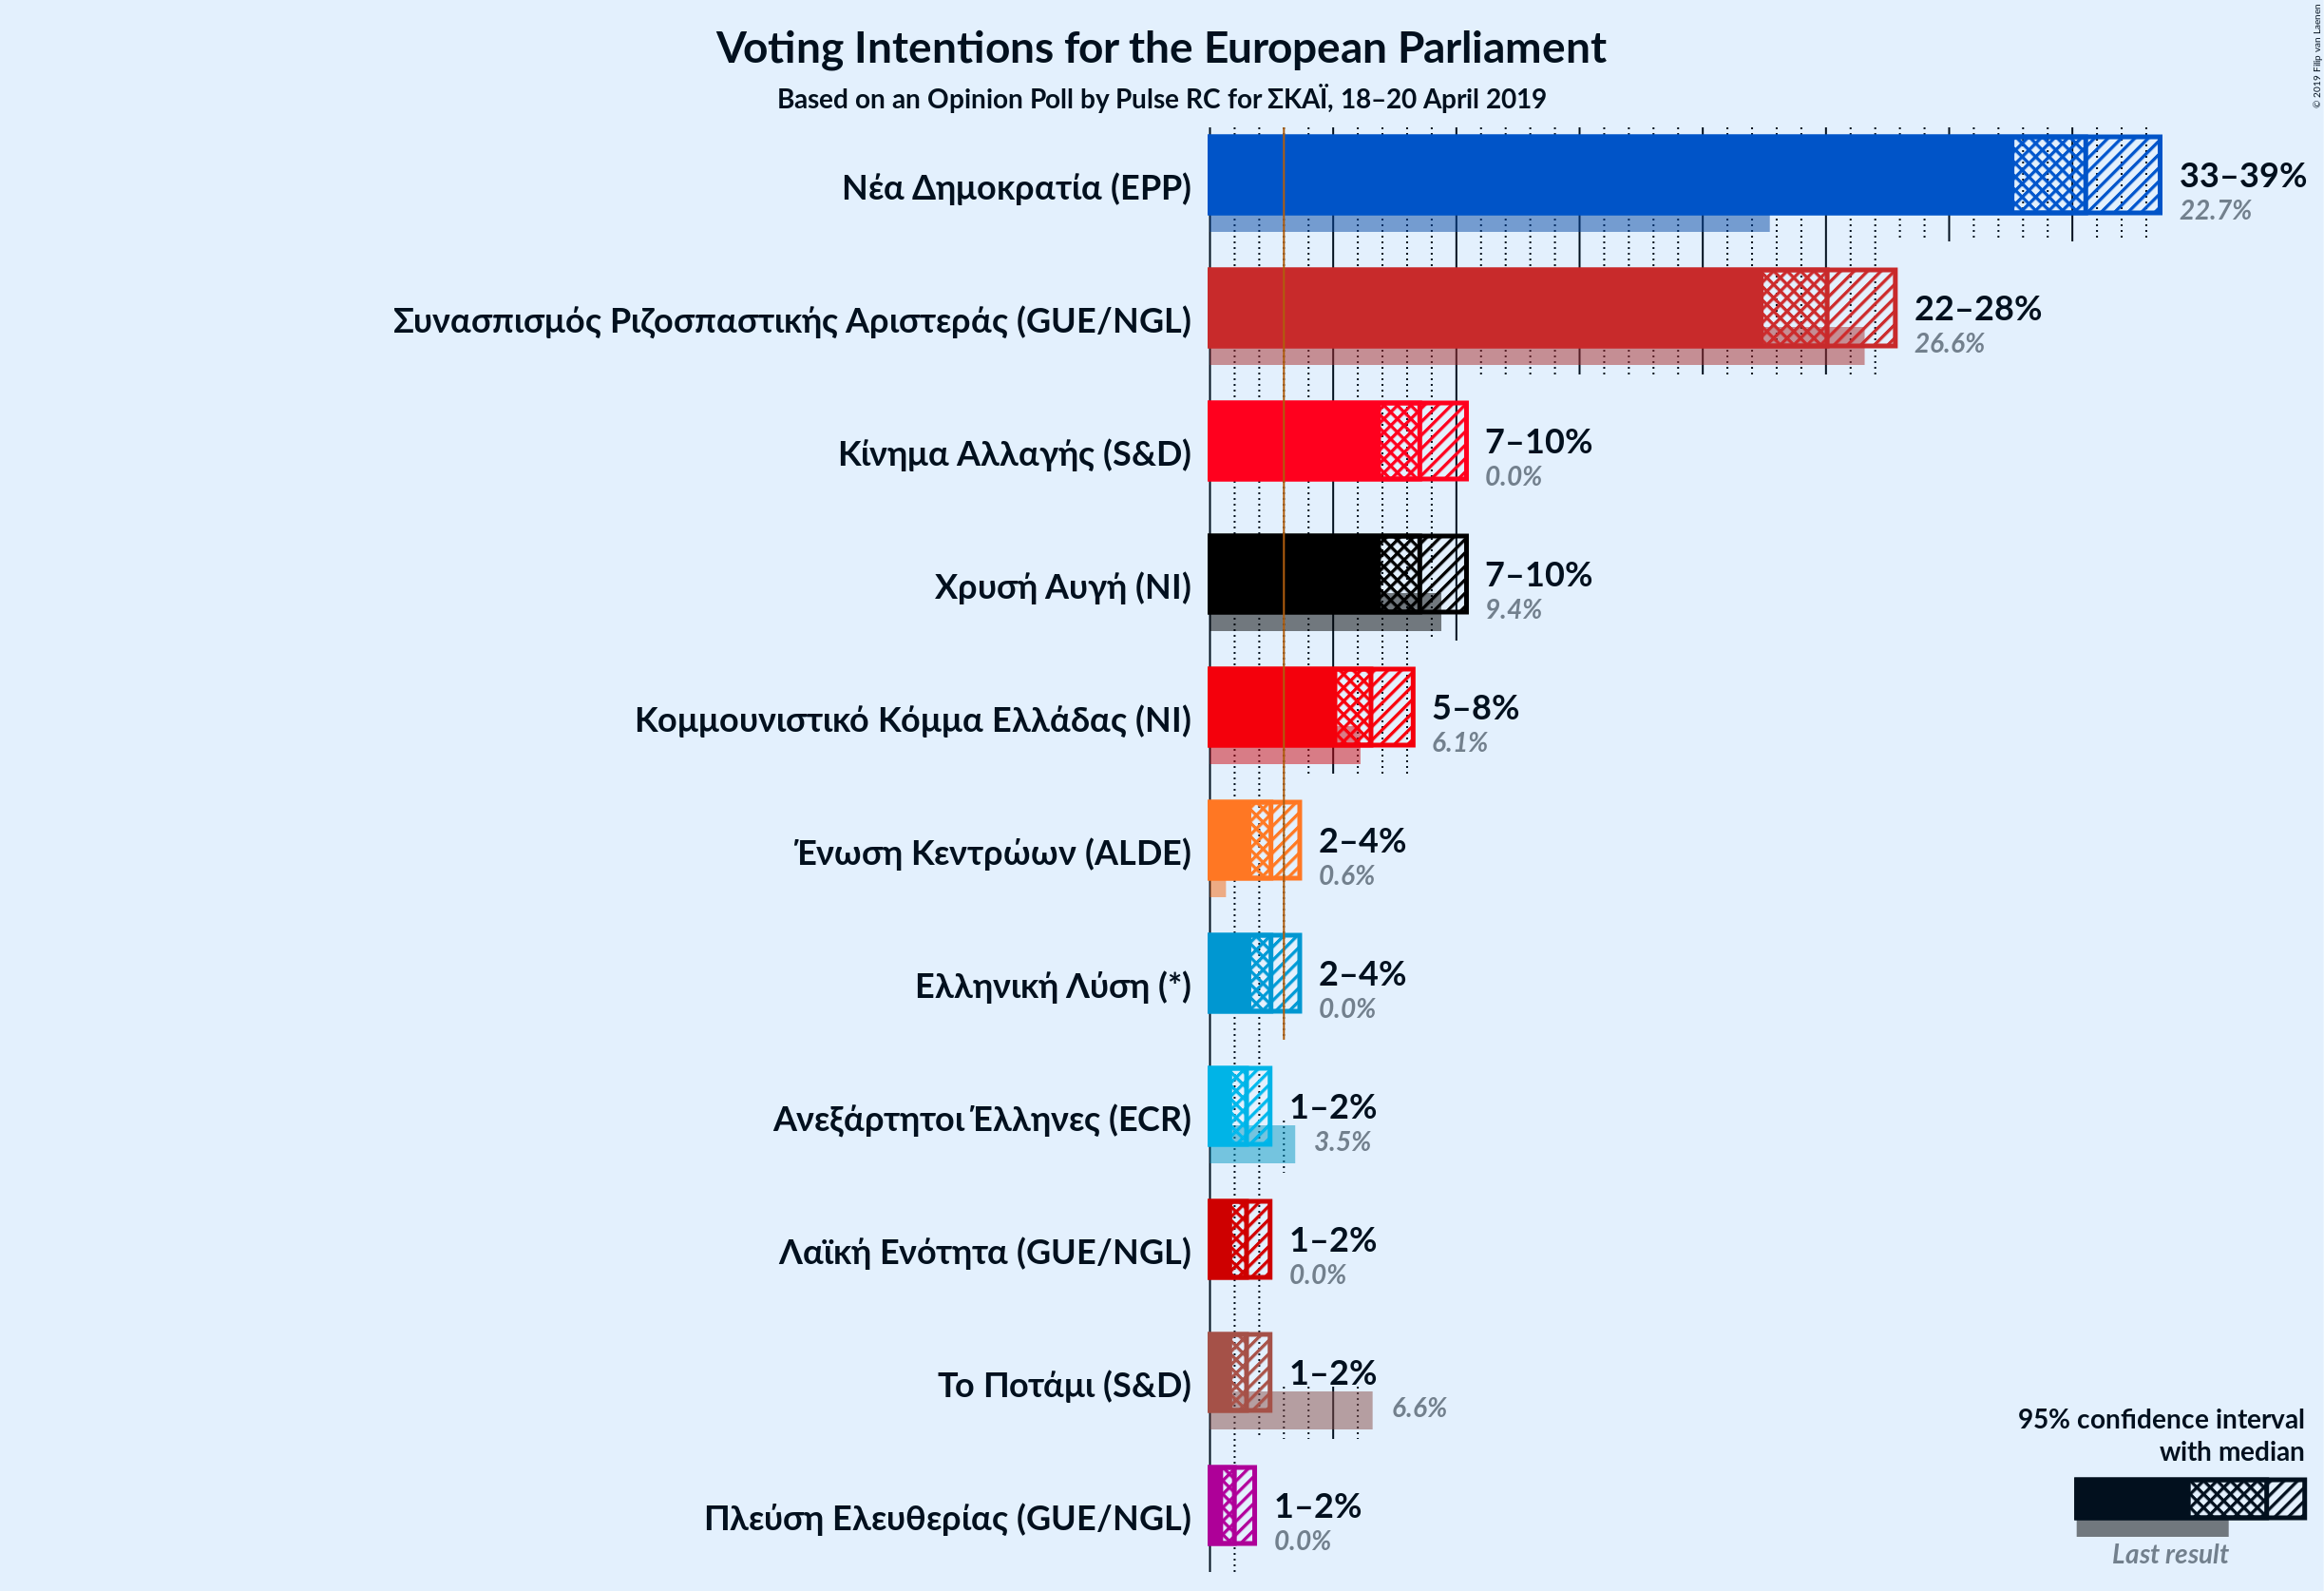 Voting Intentions for the European Parliament
Based on an Opinion Poll by Pulse RC for ΣΚΑΪ, 18–20 April 2019
© 2019 Filip van Laenen
Νέα Δημοκρατία (EPP)
33–39%
22.7%
Συνασπισμός Ριζοσπαστικής Αριστεράς (GUE/NGL)
22–28%
26.6%
Κίνημα Αλλαγής (S&D)
7–10%
0.0%
Χρυσή Αυγή (NI)
7–10%
9.4%
Κομμουνιστικό Κόμμα Ελλάδας (NI)
5–8%
6.1%
Ένωση Κεντρώων (ALDE)
2–4%
0.6%
Ελληνική Λύση (*)
2–4%
0.0%
Ανεξάρτητοι Έλληνες (ECR)
1–2%
3.5%
Λαϊκή Ενότητα (GUE/NGL)
1–2%
0.0%
Το Ποτάμι (S&D)
1–2%
6.6%
Πλεύση Ελευθερίας (GUE/NGL)
1–2%
0.0%
95% confidence interval
with median
Last result